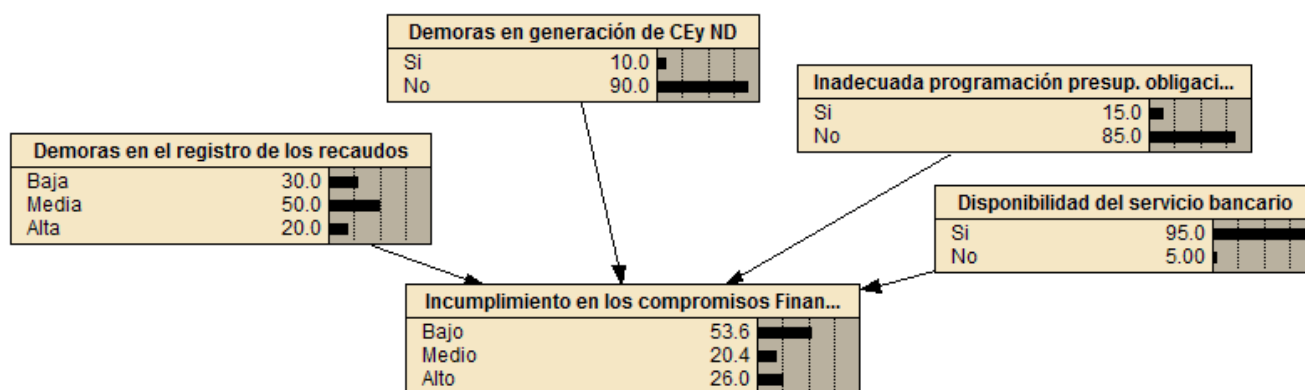 Demoras en generación de CEy ND
Si 10.0
No 90.0
Inadecuada programación presup. obligaci...
Si 15.0
No 85.0
Demoras en el registro de los recaudos
Baja 30.0
Media 50.0
Alta 20.0
Disponibilidad del servicio bancario
Si 95.0
No 5.00
Incumplimiento en los compromisos Finan...
Bajo 53.6
Medio 20.4
Alto 26.0